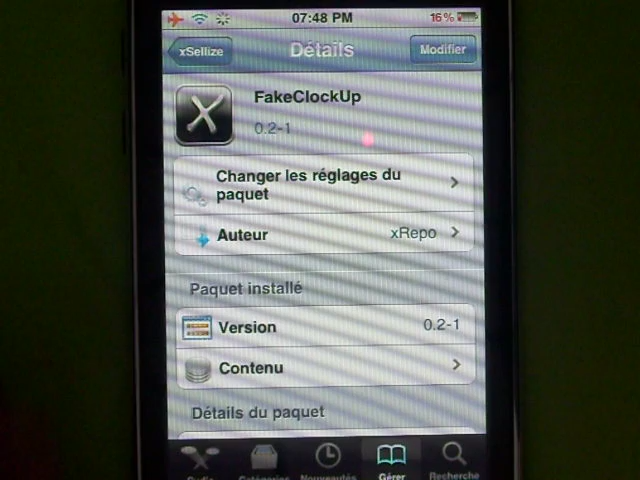 07:48 PM
16%
xSellize
Détails
Modifier
FakeClockUp
0.2-1
Changer les réglages du
paquet
Auteur
xRepo
Paquet installé
Version
0.2-1
Contenu
Détails du paquet
Gérer
Recherche